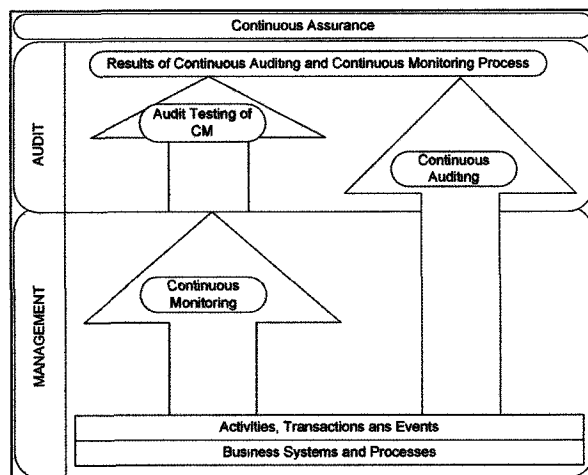 Continuous Assurance
Results of Continuous Auditing and Continuous Monitoring Process
AUDIT
Audit Testing of
CM
Continuous
Auditing
MANAGEMENT
Continuous
Monitoring
Activities, Transactions ans Events
Business Systems and Processes